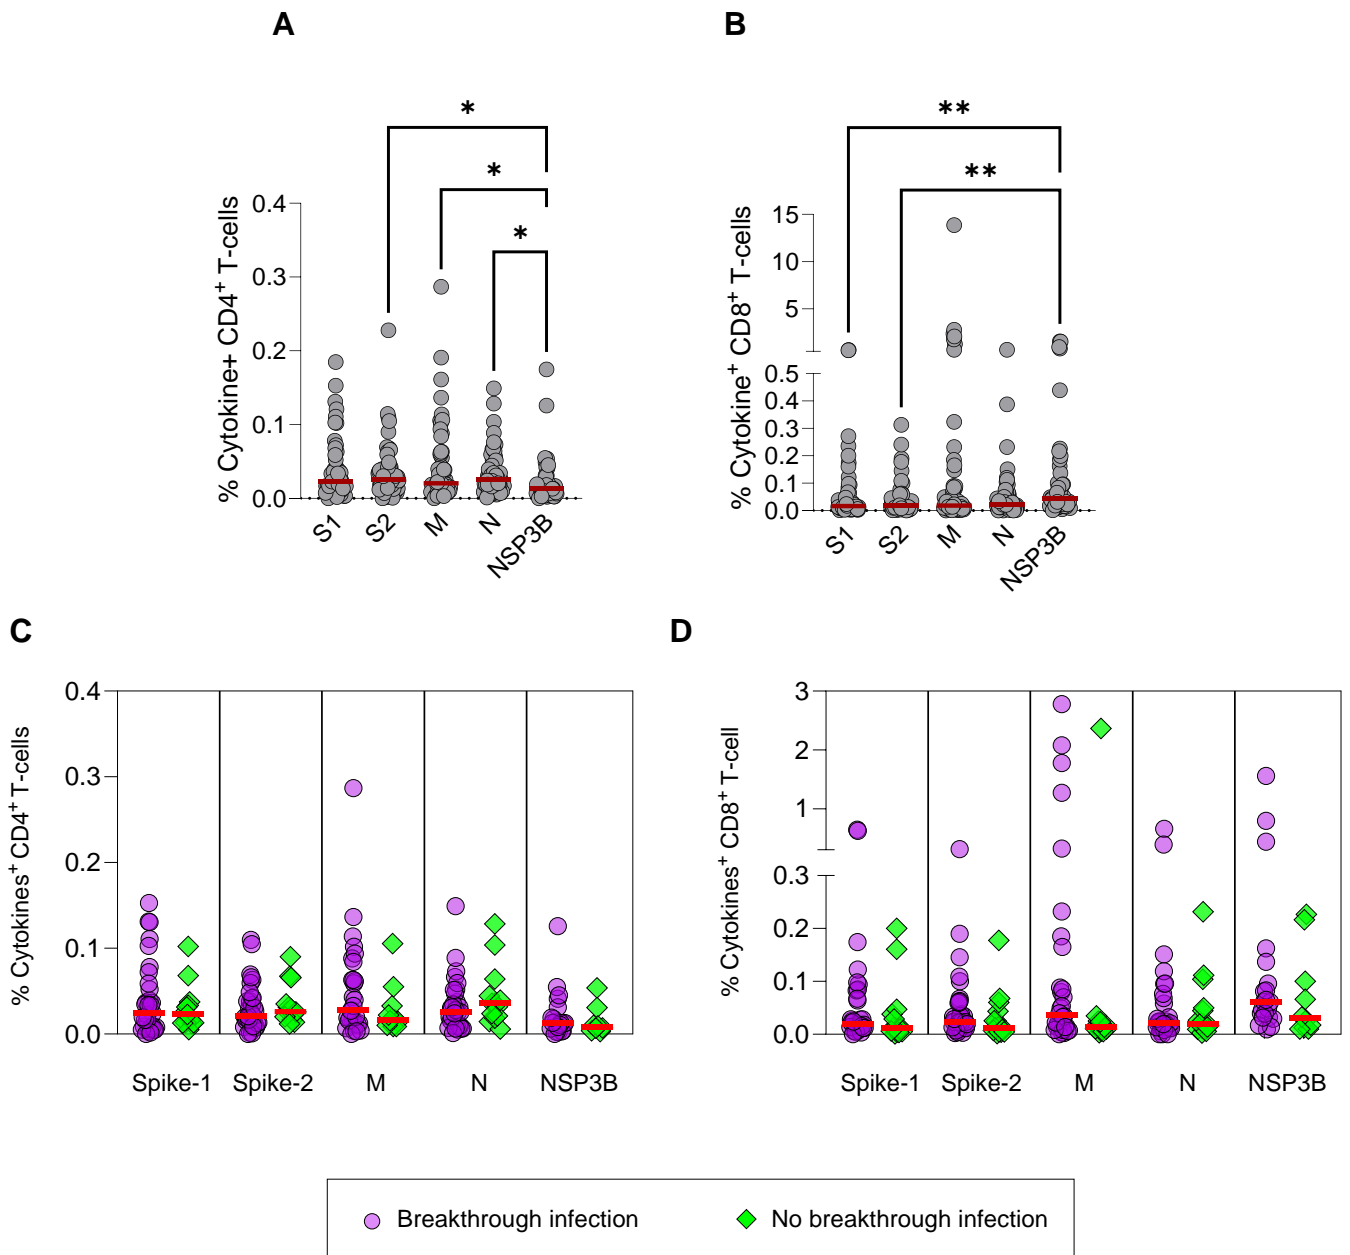 A
B
*
*
*
**
**
% Cytokine+ CD4+ T-cells
0.4
0.3
0.2
0.1
0.0
S1
S2
M
N
NSP3B
% Cytokine+ CD8+ T-cells
15
10
5
0.5
0.4
0.3
0.2
0.1
0.0
S1
S2
M
N
NSP3B
C
D
% Cytokines+ CD4+ T-cells
0.4
0.3
0.2
0.1
0.0
Spike-1
Spike-2
M
N
NSP3B
% Cytokines+ CD8+ T-cell
3
2
1
0.3
0.2
0.1
0.0
Spike-1
Spike-2
M
N
NSP3B
Breakthrough infection
No breakthrough infection